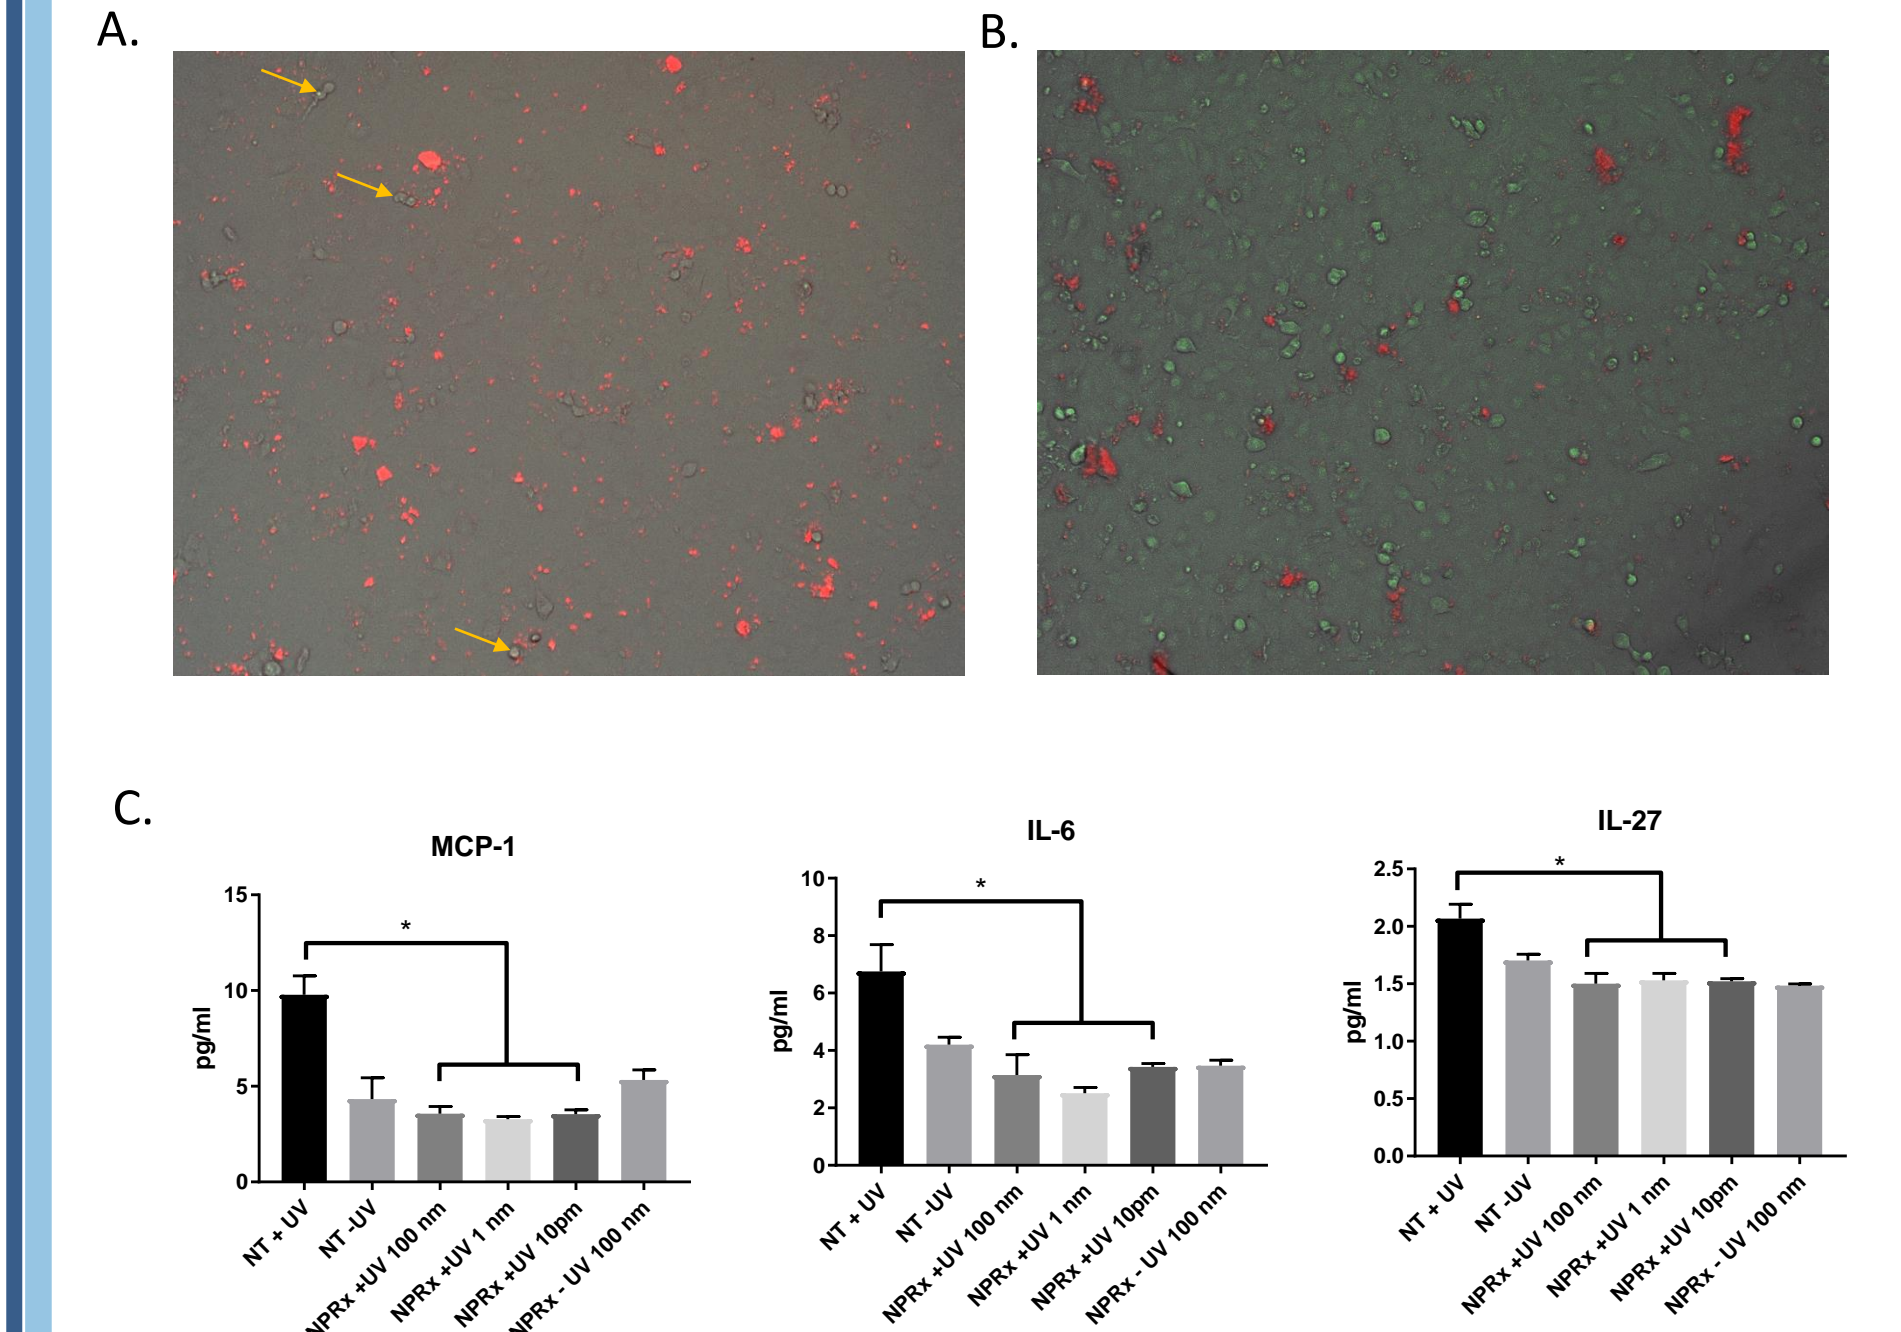 A.
B.
C.
MCP-1
15
10
5
0
pg/ml
*
NT + UV
NT -UV
NPRx +UV 100 nm
NPRx +UV 1 nm
NPRx +UV 10pm
NPRx - UV 100 nm
IL-6
10
8
6
4
2
0
pg/ml
*
NT + UV
NT -UV
NPRx +UV 100 nm
NPRx +UV 1 nm
NPRx +UV 10pm
NPRx - UV 100 nm
IL-27
2.5
2.0
1.5
1.0
0.5
0.0
pg/ml
*
NT + UV
NT -UV
NPRx +UV 100 nm
NPRx +UV 1 nm
NPRx +UV 10pm
NPRx - UV 100 nm